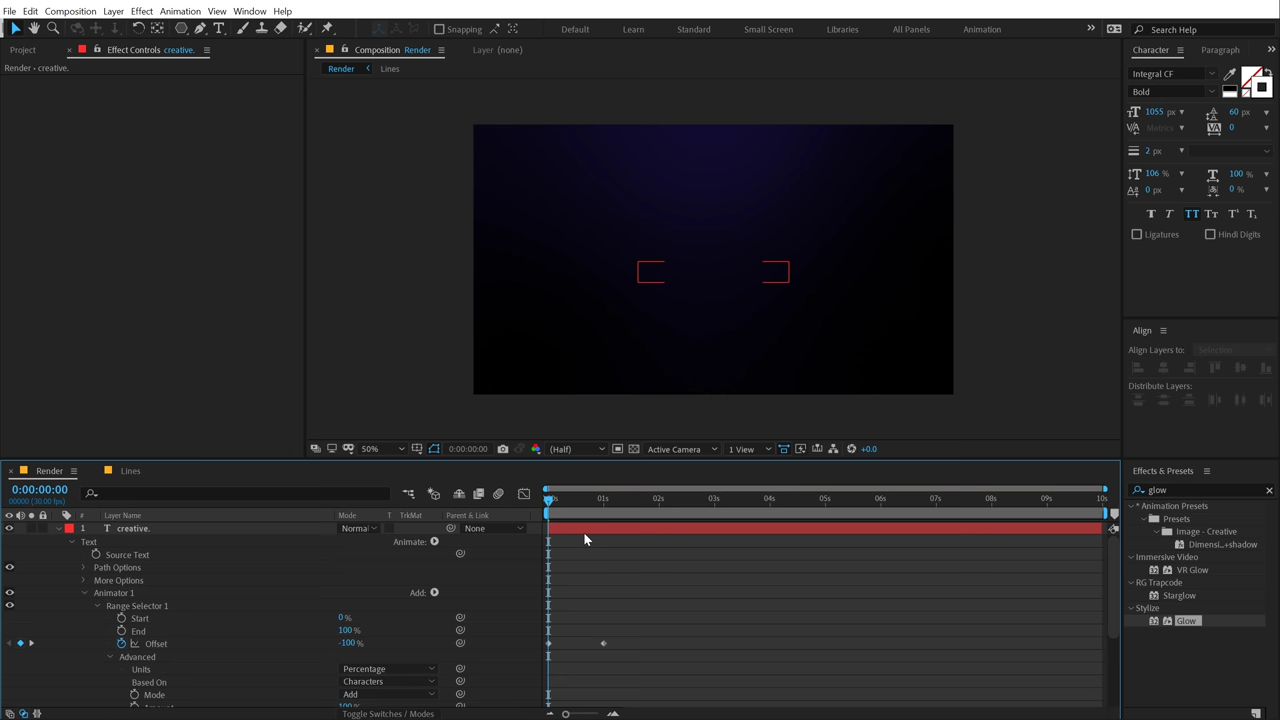 File Edit Composition Layer Effect Animation View Window Help
Snapping Default Learn Standard Small Screen Libraries All Panels Animation » Search Help
Project × Effect Controls creative. Composition Render Layer (none) Character Paragraph »
Render • creative. Render Lines
Integral CF
Bold
1055 px 60 px
Metrics 0
2 px
106 % 100 %
0 px 0 %
TT
Ligatures Hindi Digits
Align
Align Layers to: Selection
Distribute Layers:
50% 0:00:00:00 (Half) Active Camera 1 View +0.0
Render Lines Effects & Presets
0:00:00:00
00000 (30.00 fps)
glow
01s 02s 03s 04s 05s 06s 07s 08s 09s 10s
# Layer Name Mode T TrkMat Parent & Link
1 T creative. Norma None
Text Animate:
Source Text
Path Options
More Options
Animator 1 Add:
Range Selector 1
Start 0 %
End 100 %
Offset -100 %
Advanced
Units Percentage
Based On Characters
Mode Add
Toggle Switches / Modes
* Animation Presets
Presets
Image - Creative
Dimensi...+shadow
Immersive Video
VR Glow
RG Trapcode
Starglow
Stylize
Glow